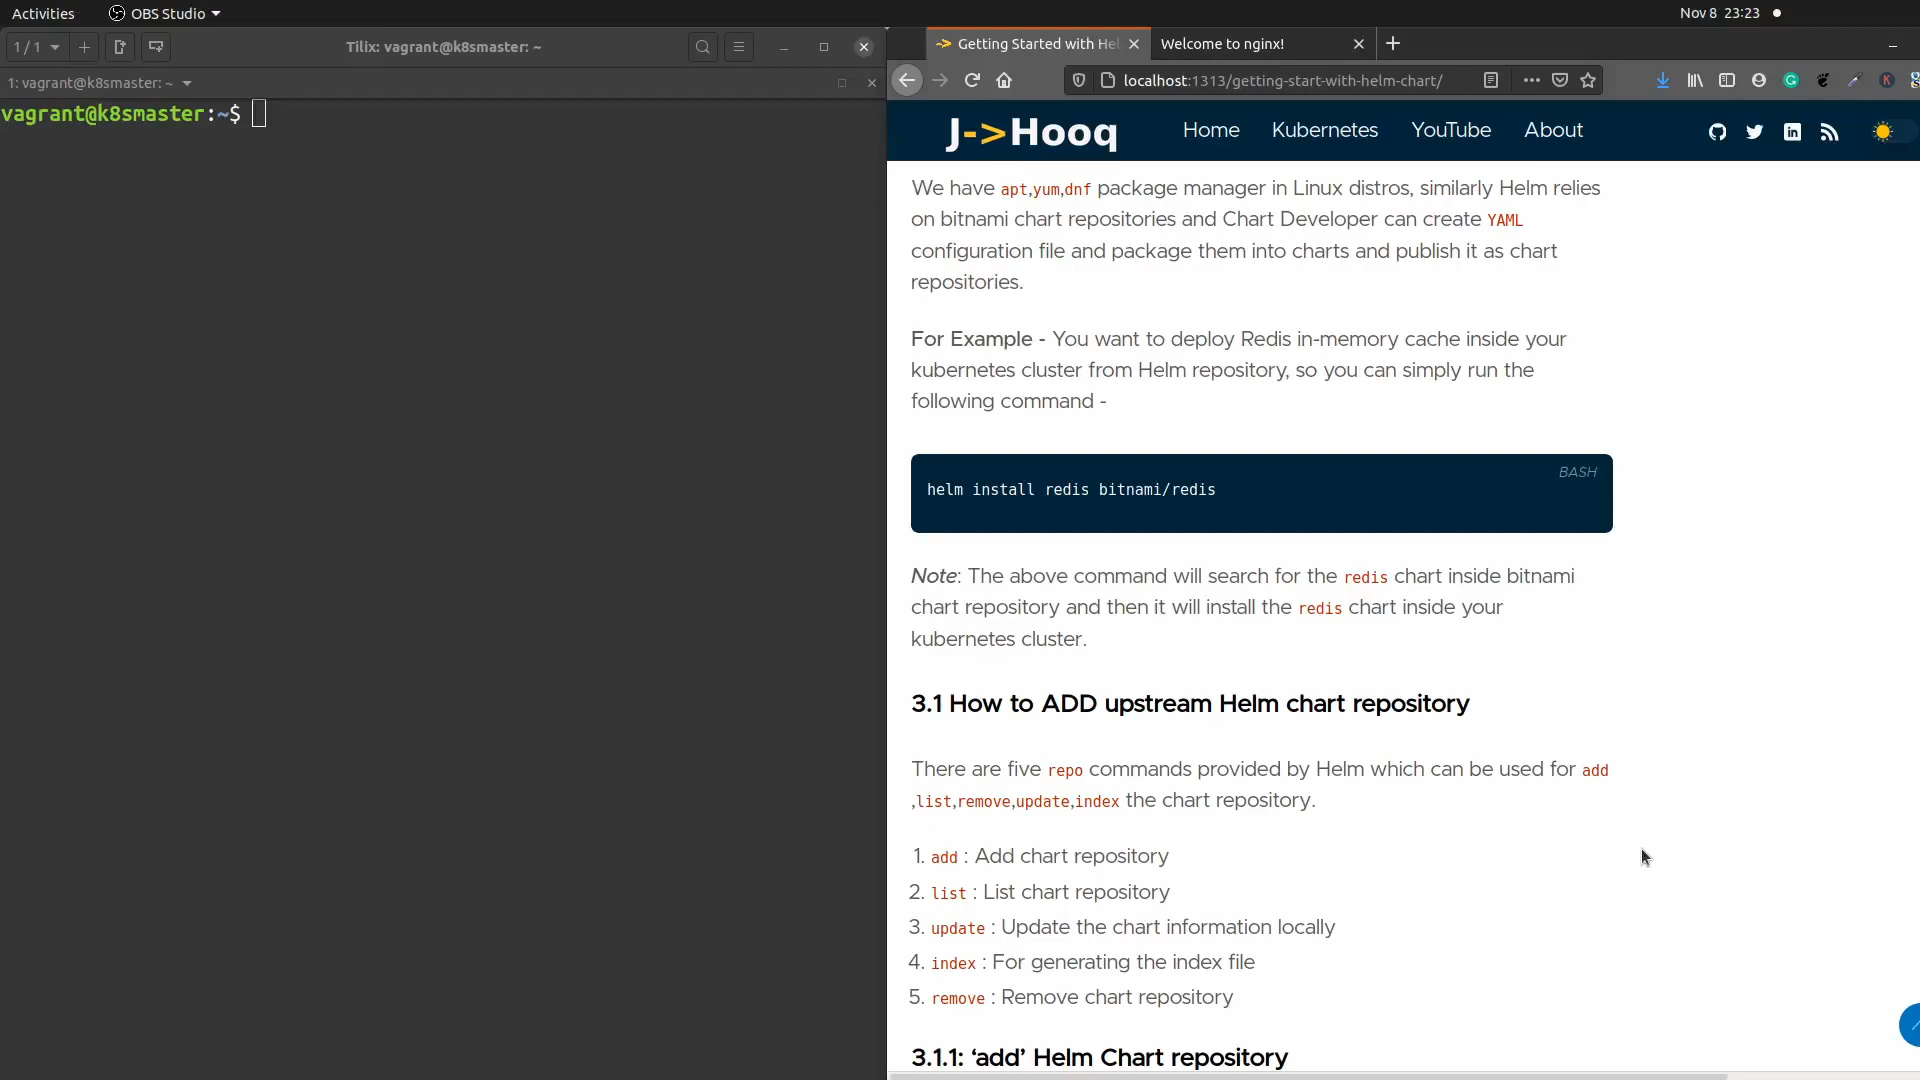 Activities
OBS Studio
Nov 8 23:23
1 / 1
Tilix: vagrant@k8smaster: ~
Getting Started with Hel
Welcome to nginx!
1: vagrant@k8smaster: ~
localhost:1313/getting-start-with-helm-chart/
vagrant@k8smaster:~$
J->Hooq
Home
Kubernetes
YouTube
About
We have apt,yum,dnf package manager in Linux distros, similarly Helm relies
on bitnami chart repositories and Chart Developer can create YAML
configuration file and package them into charts and publish it as chart
repositories.
For Example - You want to deploy Redis in-memory cache inside your
kubernetes cluster from Helm repository, so you can simply run the
following command -
BASH
helm install redis bitnami/redis
Note: The above command will search for the redis chart inside bitnami
chart repository and then it will install the redis chart inside your
kubernetes cluster.
3.1 How to ADD upstream Helm chart repository
There are five repo commands provided by Helm which can be used for add
,list,remove,update,index the chart repository.
1. add : Add chart repository
2. list : List chart repository
3. update : Update the chart information locally
4. index : For generating the index file
5. remove : Remove chart repository
3.1.1: ‘add’ Helm Chart repository